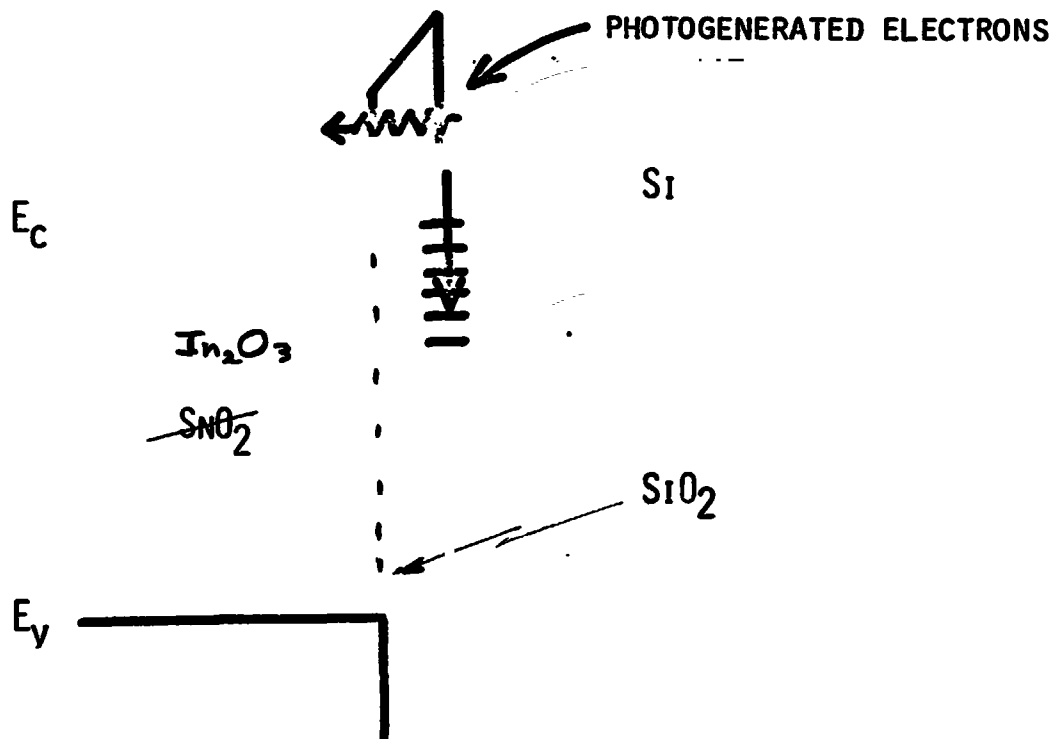 PHOTOGENERATED ELECTRONS
SI
E_C
In₂O₃
SNO₂
SIO₂
E_V